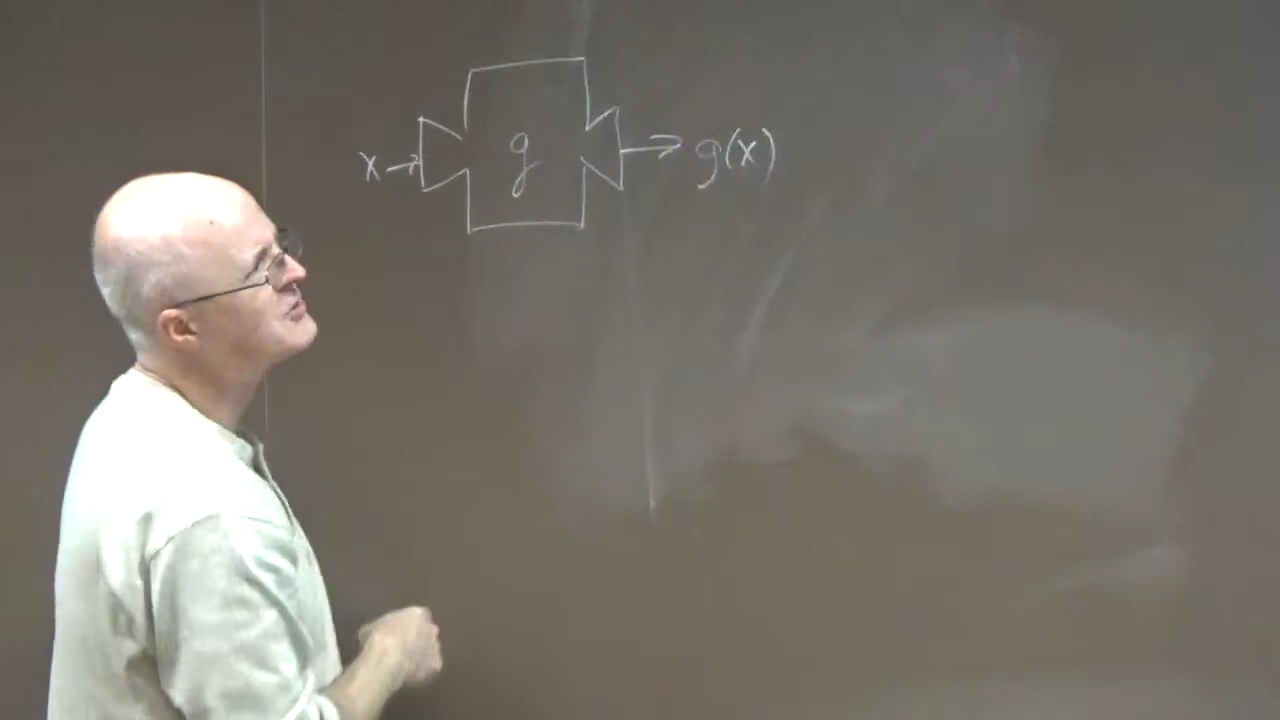 x → g → g(x)